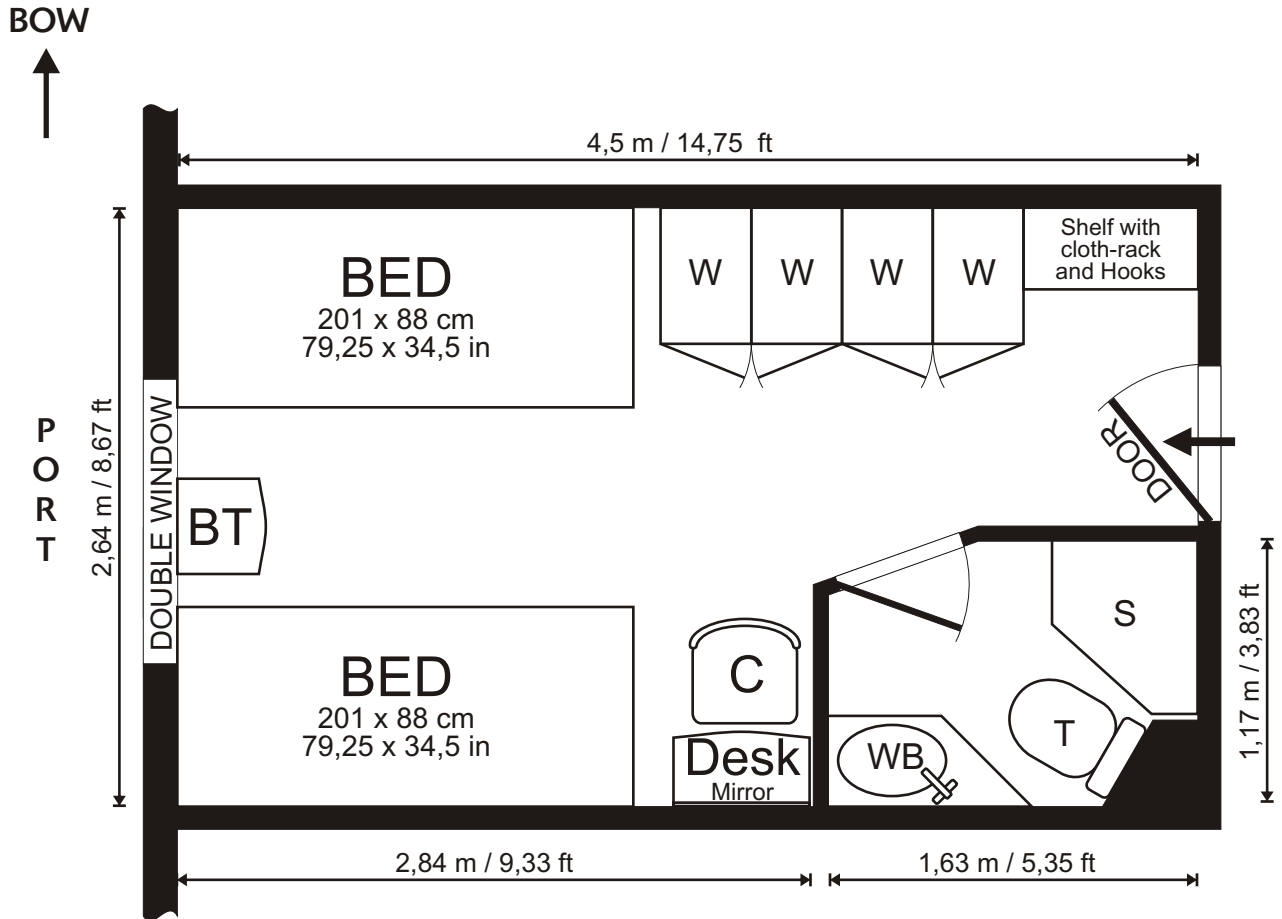 BOW
4,5 m / 14,75 ft
BED
201 x 88 cm
79,25 x 34,5 in
W W W W
Shelf with
cloth-rack
and Hooks
PORT
2,64 m / 8,67 ft
DOUBLE WINDOW
BT
DOOR
BED
201 x 88 cm
79,25 x 34,5 in
C
Desk
Mirror
S
T
WB
1,17 m / 3,83 ft
2,84 m / 9,33 ft
1,63 m / 5,35 ft